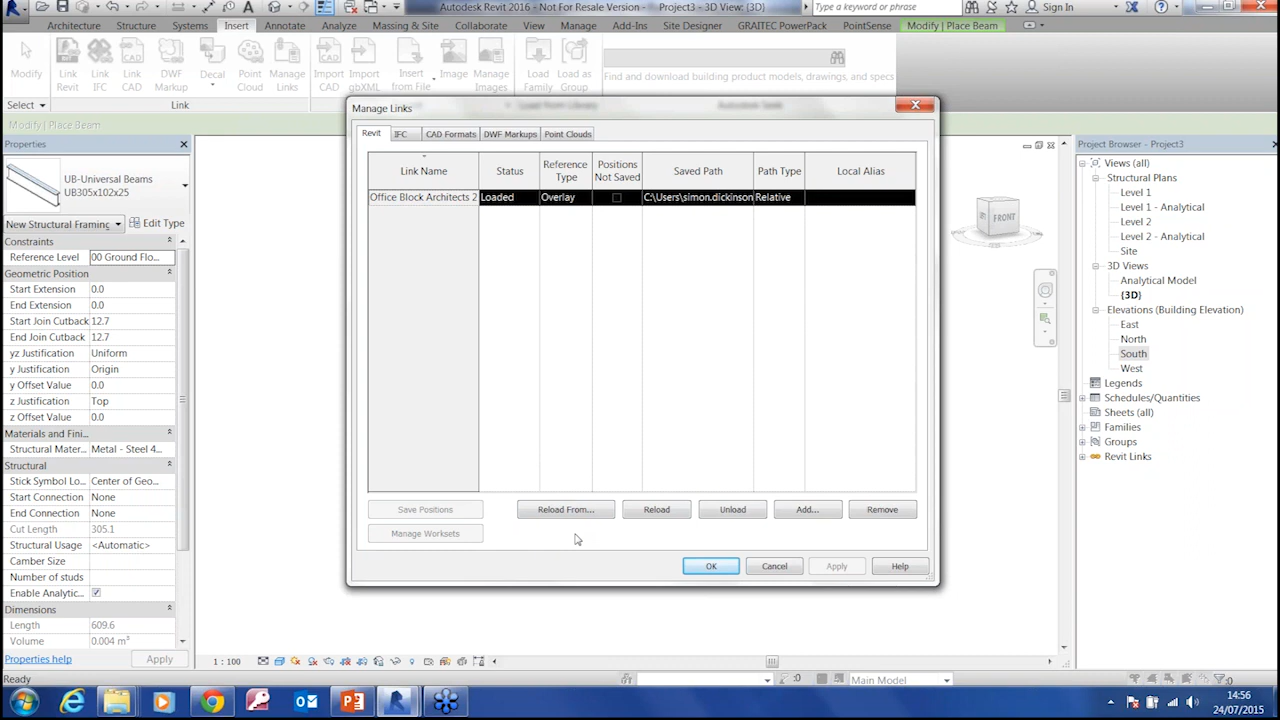 Autodesk Revit 2016 - Not For Resale Version - Project3 - 3D View: {3D}
Type a keyword or phrase
Sign In
Architecture Structure Systems Insert Annotate Analyze Massing & Site Collaborate View Manage Add-Ins Site Designer GRAITEC PowerPack PointSense Modify | Place Beam
Modify
Link Revit
Link IFC
Link CAD
DWF Markup
Decal
Point Cloud
Manage Links
Import CAD
Import gbXML
Insert from File
Image
Manage Images
Load Family
Load as Group
Find and download building product models, drawings, and specs
Select
Link
Load from Library
Autodesk Seek
Modify | Place Beam
Properties
UB-Universal Beams
UB305x102x25
New Structural Framing
Edit Type
Constraints
Reference Level 00 Ground Flo...
Geometric Position
Start Extension 0.0
End Extension 0.0
Start Join Cutback 12.7
End Join Cutback 12.7
yz Justification Uniform
y Justification Origin
y Offset Value 0.0
z Justification Top
z Offset Value 0.0
Materials and Fini...
Structural Mater... Metal - Steel 4...
Structural
Stick Symbol Lo... Center of Geo...
Start Connection None
End Connection None
Cut Length 305.1
Structural Usage <Automatic>
Camber Size
Number of studs
Enable Analytic...
Dimensions
Length 609.6
Volume 0.004 m³
Properties help
Apply
Manage Links
Revit IFC CAD Formats DWF Markups Point Clouds
Link Name Status Reference Type Positions Not Saved Saved Path Path Type Local Alias
Office Block Architects 2 Loaded Overlay C:\Users\simon.dickinson Relative
Save Positions
Reload From... Reload Unload Add... Remove
Manage Worksets
OK Cancel Apply Help
FRONT
Project Browser - Project3
Views (all)
Structural Plans
Level 1
Level 1 - Analytical
Level 2
Level 2 - Analytical
Site
3D Views
Analytical Model
{3D}
Elevations (Building Elevation)
East
North
South
West
Legends
Schedules/Quantities
Sheets (all)
Families
Groups
Revit Links
1 : 100
Ready
:0
Main Model
:0
14:56
24/07/2015